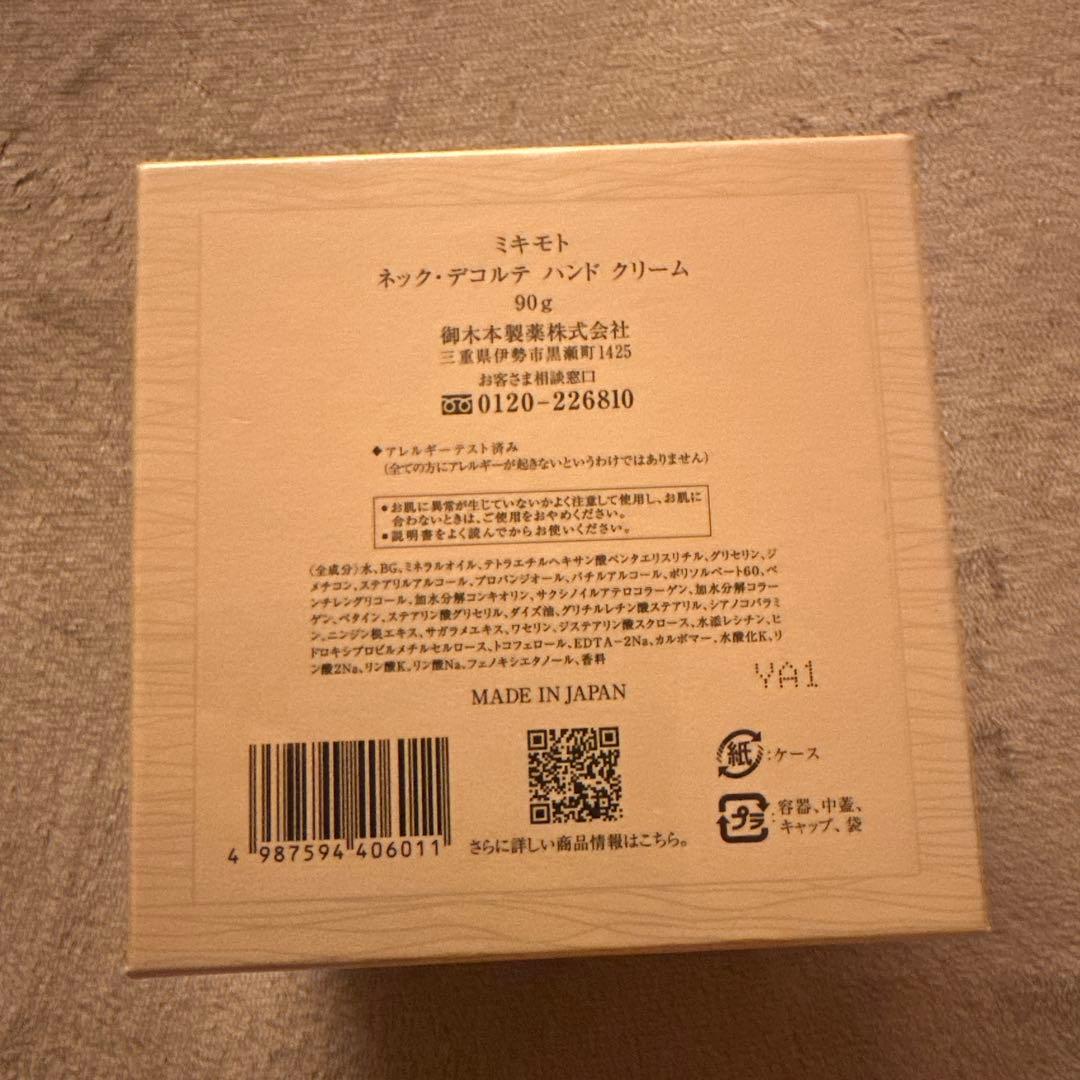 ミキモト
ネック・デコルテ ハンド クリーム
90g
御木本製薬株式会社
三重県伊勢市黒瀬町1425
お客さま相談窓口
0120-226810
◆アレルギーテスト済み
(全ての方にアレルギーが起きないというわけではありません)
●お肌に異常が生じていないかよく注意して使用し、お肌に
合わないときは、ご使用をおやめください。
●説明書をよく読んでからお使いください。
〈全成分〉水、BG、ミネラルオイル、テトラエチルヘキサン酸ペンタエリスリチル、グリセリン、ジ
メチコン、ステアリルアルコール、プロパンジオール、バチルアルコール、ポリソルベート60、ペ
ンチレングリコール、加水分解コンキオリン、サクシノイルアテロコラーゲン、加水分解コラー
ゲン、ベタイン、ステアリン酸グリセリル、ダイズ油、グリチルレチン酸ステアリル、シアノコバラミ
ン、ニンジン根エキス、サガラメエキス、ワセリン、ジステアリン酸スクロース、水添レシチン、ヒ
ドロキシプロピルメチルセルロース、トコフェロール、EDTA-2Na、カルボマー、水酸化K、リ
ン酸2Na、リン酸K、リン酸Na、フェノキシエタノール、香料
YA1
MADE IN JAPAN
4 987594 406011
さらに詳しい商品情報はこちら。
紙:ケース
プラ:容器、中蓋、
キャップ、袋